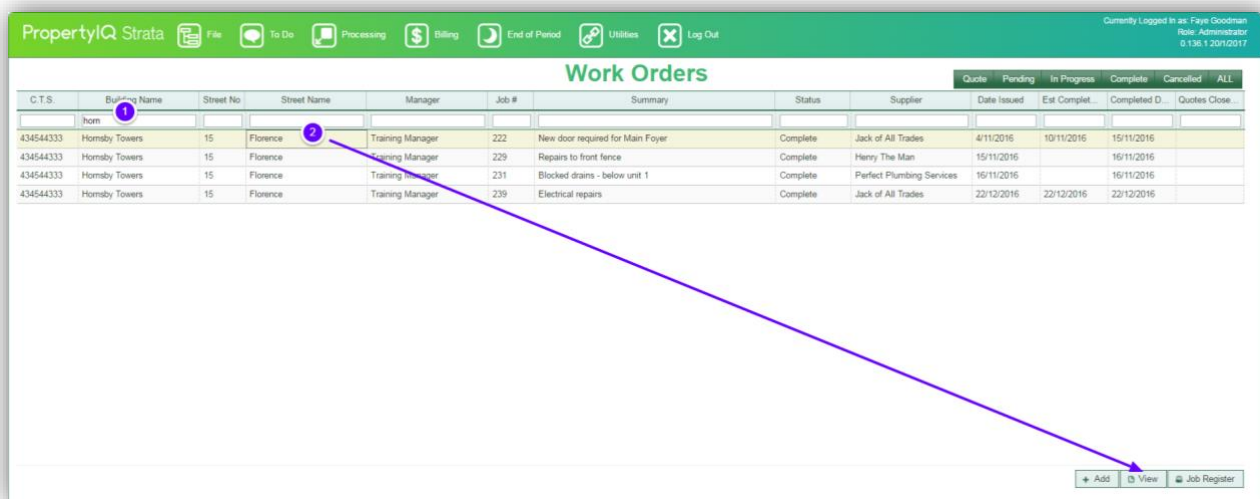 PropertyIQ Strata File To Do Processing Billing End of Period Utilities Log Out
Currently Logged In as: Faye Goodman
Role: Administrator
0.136.1 20/1/2017
Work Orders
Quote Pending In Progress Complete Cancelled ALL
C.T.S. Building Name Street No Street Name Manager Job # Summary Status Supplier Date Issued Est Complet... Completed D... Quotes Close...
1
horn
434544333 Hornsby Towers 15 Florence 2 Training Manager 222 New door required for Main Foyer Complete Jack of All Trades 4/11/2016 10/11/2016 15/11/2016
434544333 Hornsby Towers 15 Florence Training Manager 229 Repairs to front fence Complete Henry The Man 15/11/2016 16/11/2016
434544333 Hornsby Towers 15 Florence Training Manager 231 Blocked drains - below unit 1 Complete Perfect Plumbing Services 16/11/2016 16/11/2016
434544333 Hornsby Towers 15 Florence Training Manager 239 Electrical repairs Complete Jack of All Trades 22/12/2016 22/12/2016 22/12/2016
+ Add View Job Register